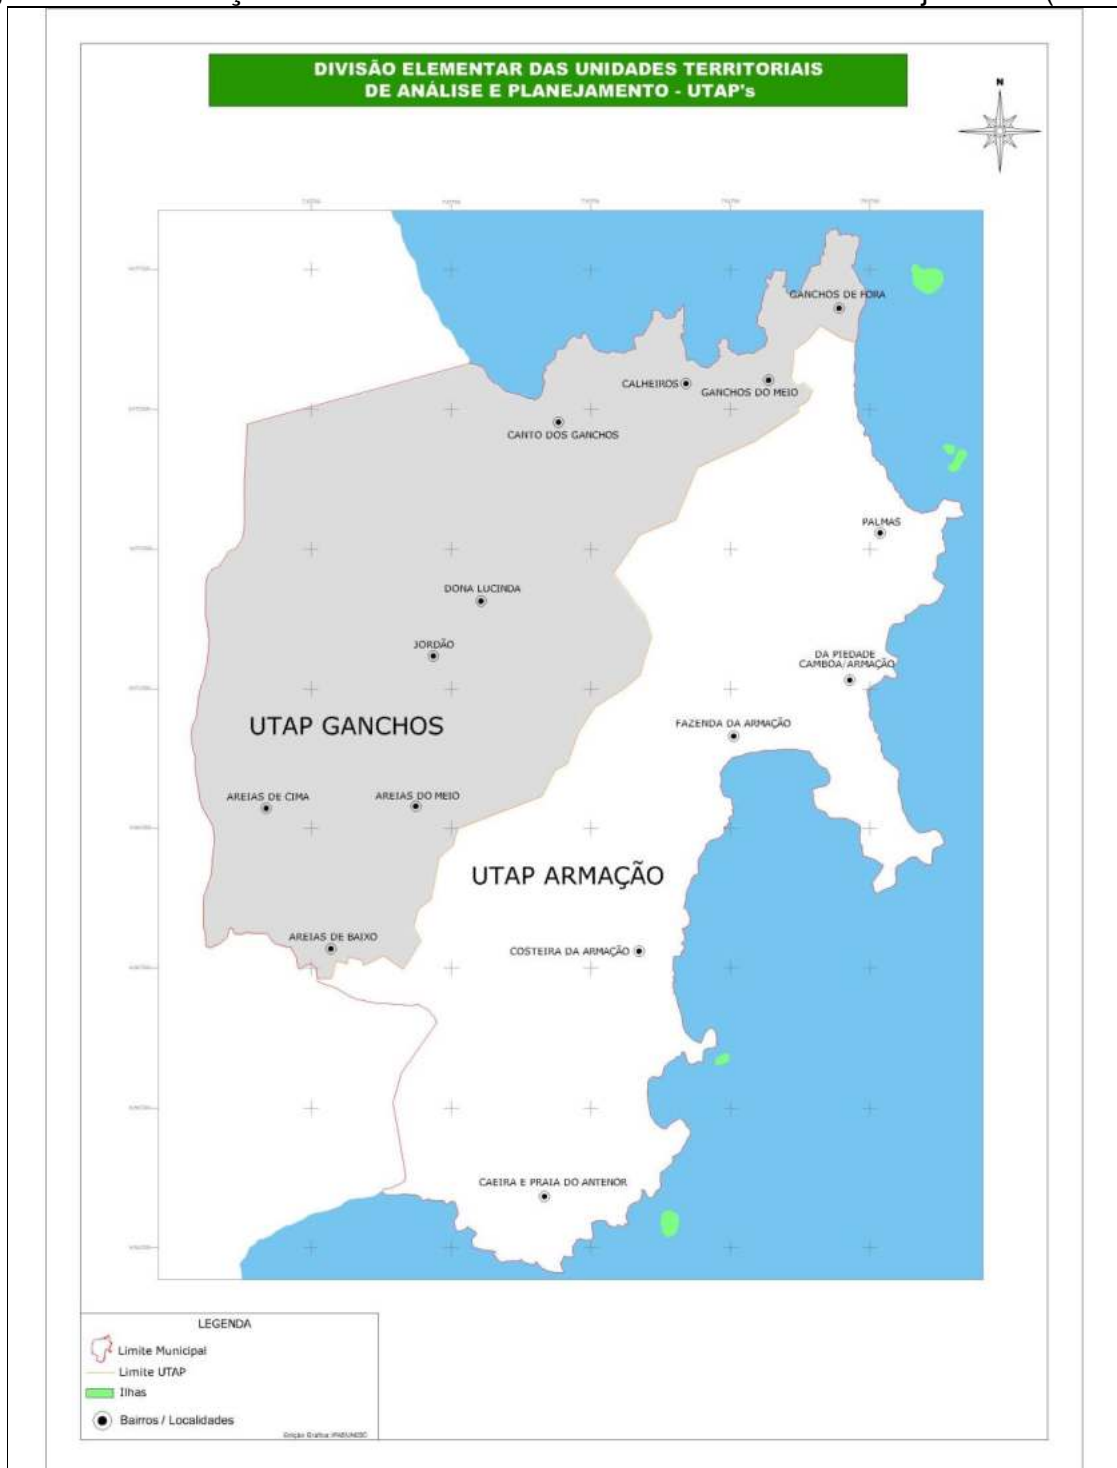 DIVISÃO ELEMENTAR DAS UNIDADES TERRITORIAIS
DE ANÁLISE E PLANEJAMENTO - UTAP's
N
GANCHOS DE FORA
CALHEIROS
GANCHOS DO MEIO
CANTO DOS GANCHOS
PALMAS
DONA LUCINDA
JORDÃO
DA PIEDADE
CAMBOA/ARMAÇÃO
UTAP GANCHOS
FAZENDA DA ARMAÇÃO
AREIAS DE CIMA
AREIAS DO MEIO
UTAP ARMAÇÃO
AREIAS DE BAIXO
COSTEIRA DA ARMAÇÃO
CAEIRA E PRAIA DO ANTENOR
LEGENDA
Limite Municipal
Limite UTAP
Ilhas
Bairros / Localidades